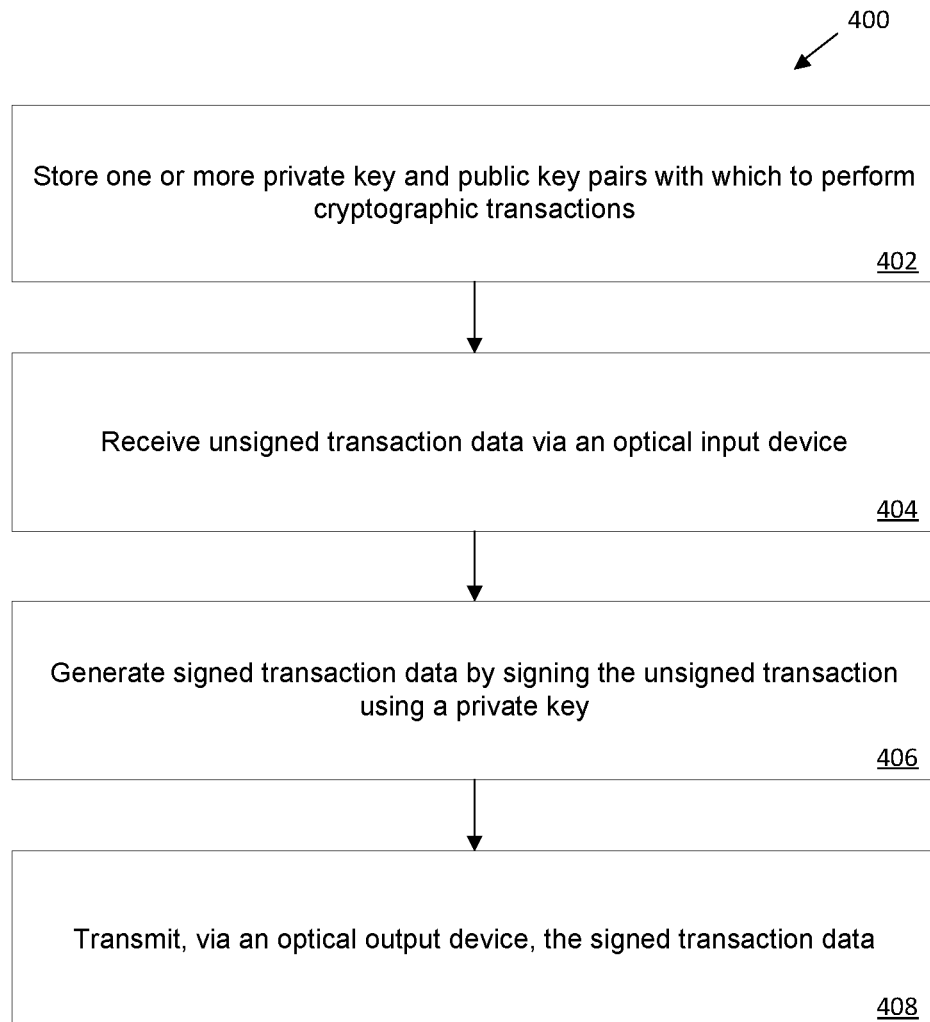 400
Store one or more private key and public key pairs with which to perform
cryptographic transactions
402
Receive unsigned transaction data via an optical input device
404
Generate signed transaction data by signing the unsigned transaction
using a private key
406
Transmit, via an optical output device, the signed transaction data
408